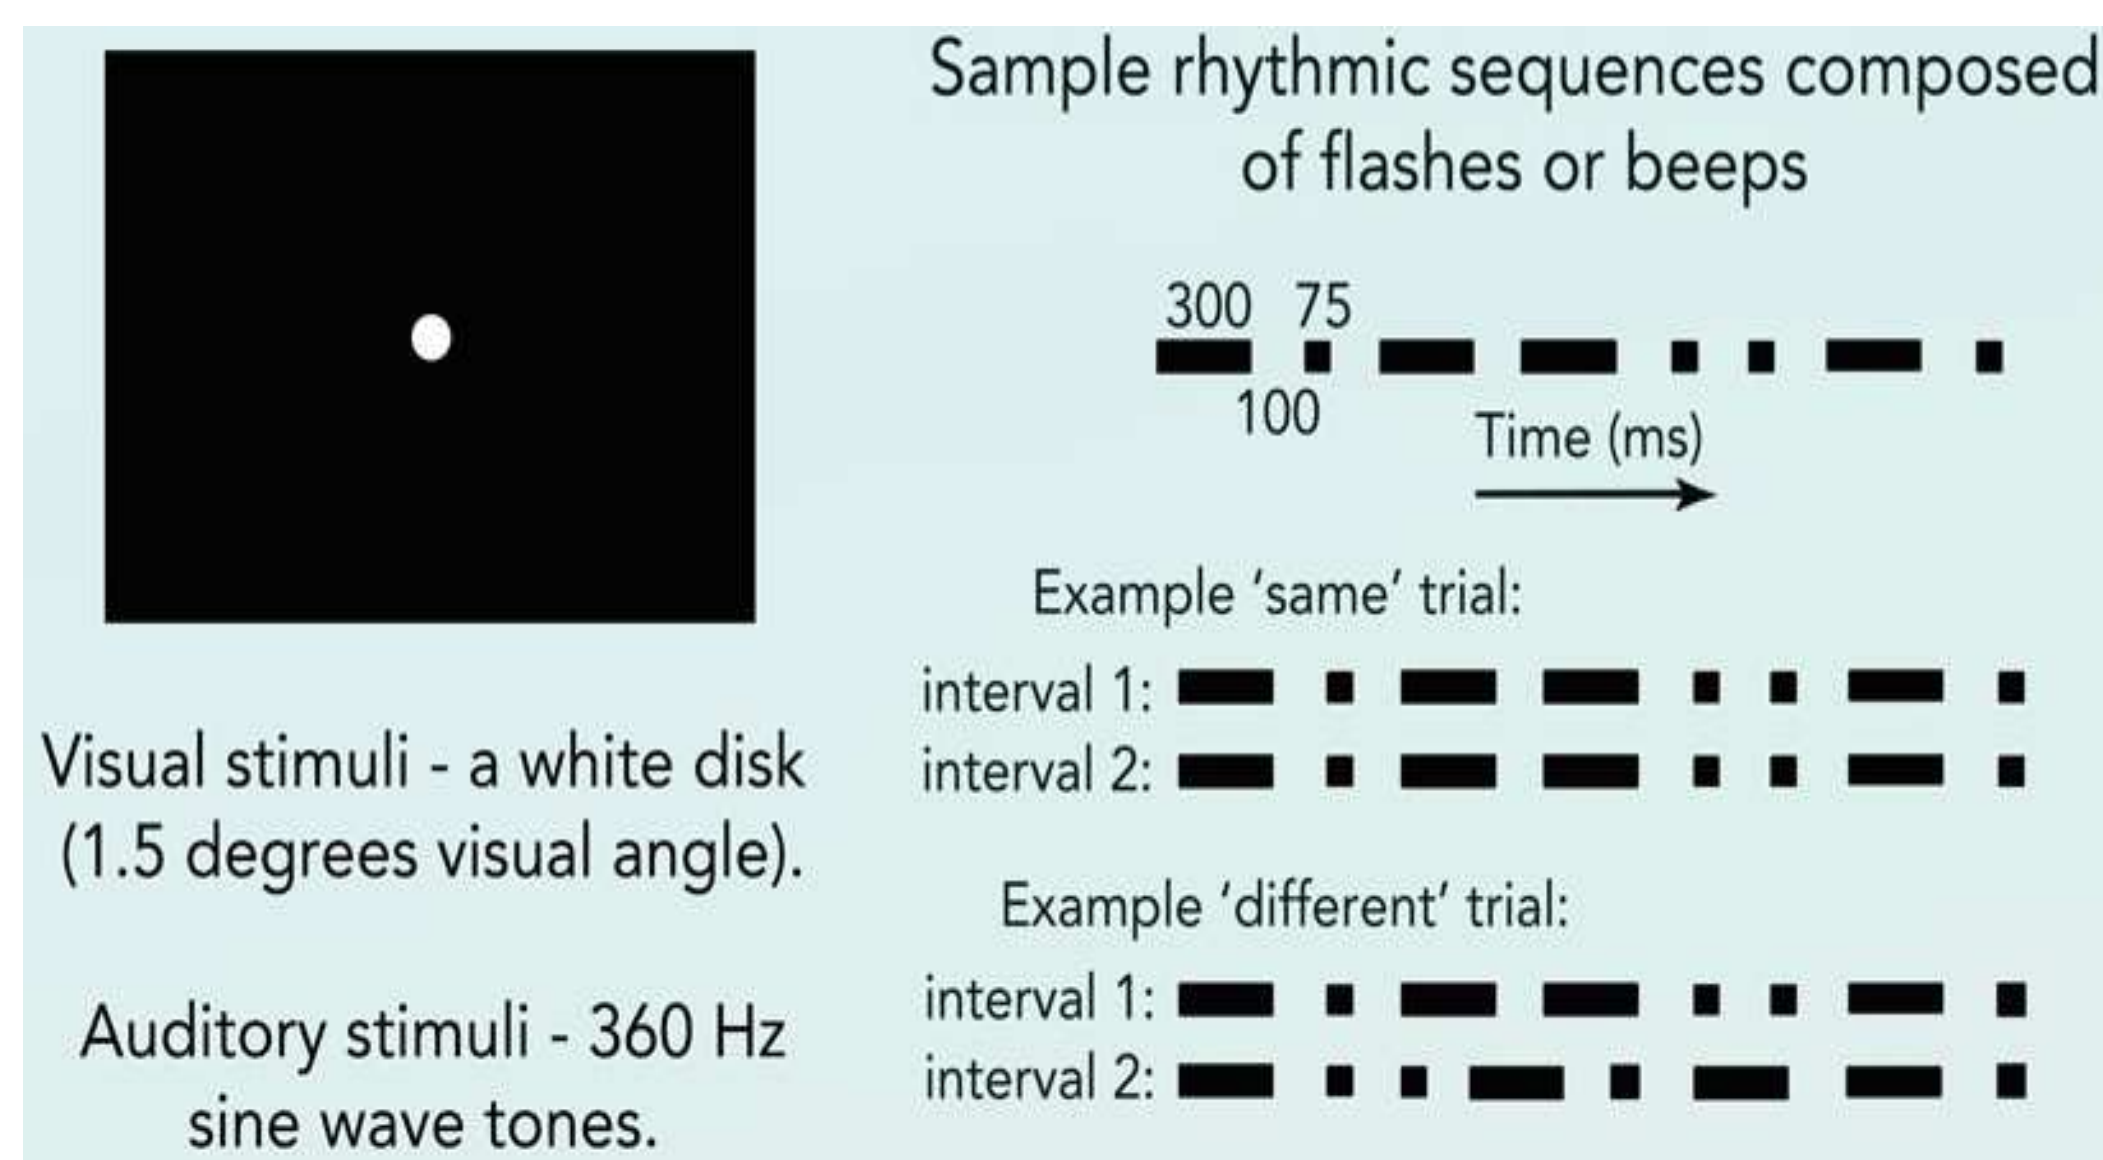 Visual stimuli - a white disk
(1.5 degrees visual angle).
Auditory stimuli - 360 Hz
sine wave tones.
Sample rhythmic sequences composed
of flashes or beeps
300 75
100
Time (ms)
Example ‘same’ trial:
interval 1:
interval 2:
Example ‘different’ trial:
interval 1:
interval 2: